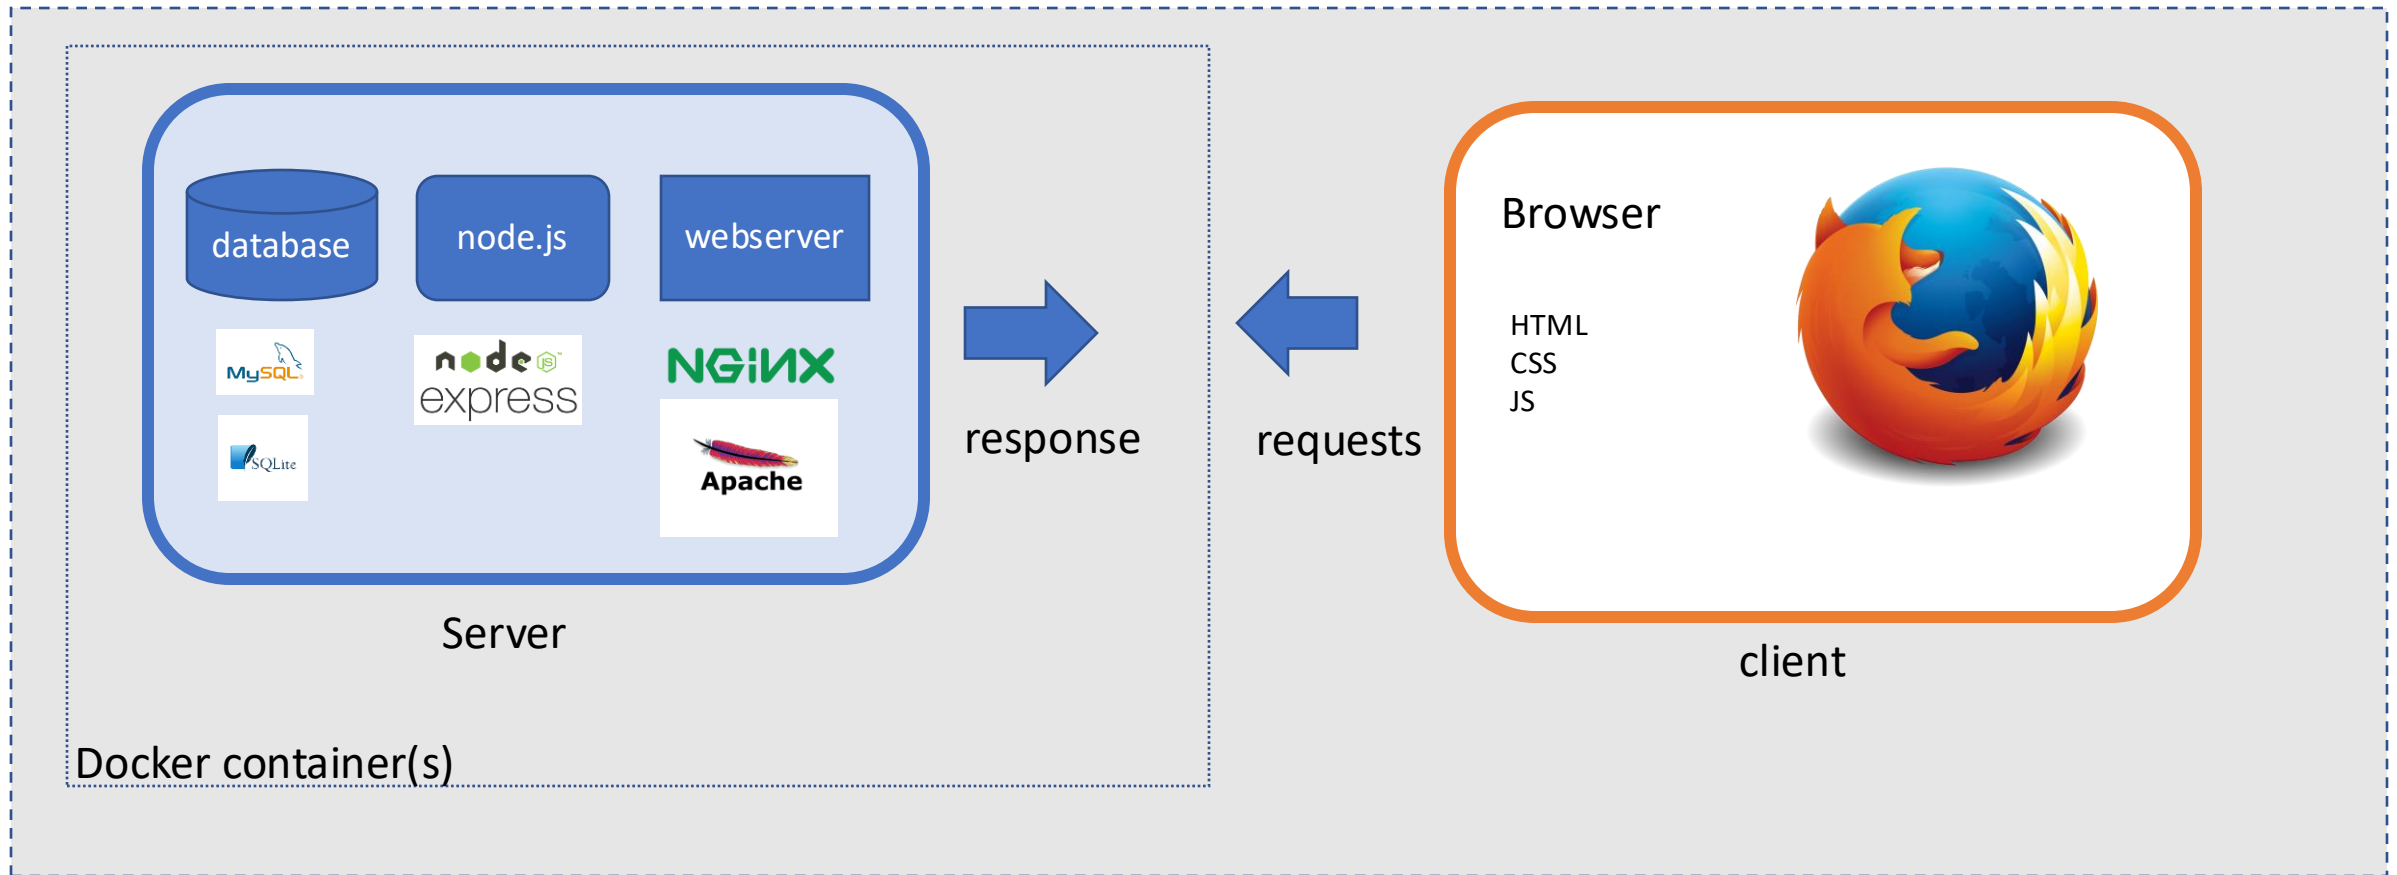 database
node.js
webserver
MySQL
SQLite
node JS
express
NGINX
Apache
Server
Docker container(s)
response
requests
Browser
HTML
CSS
JS
client